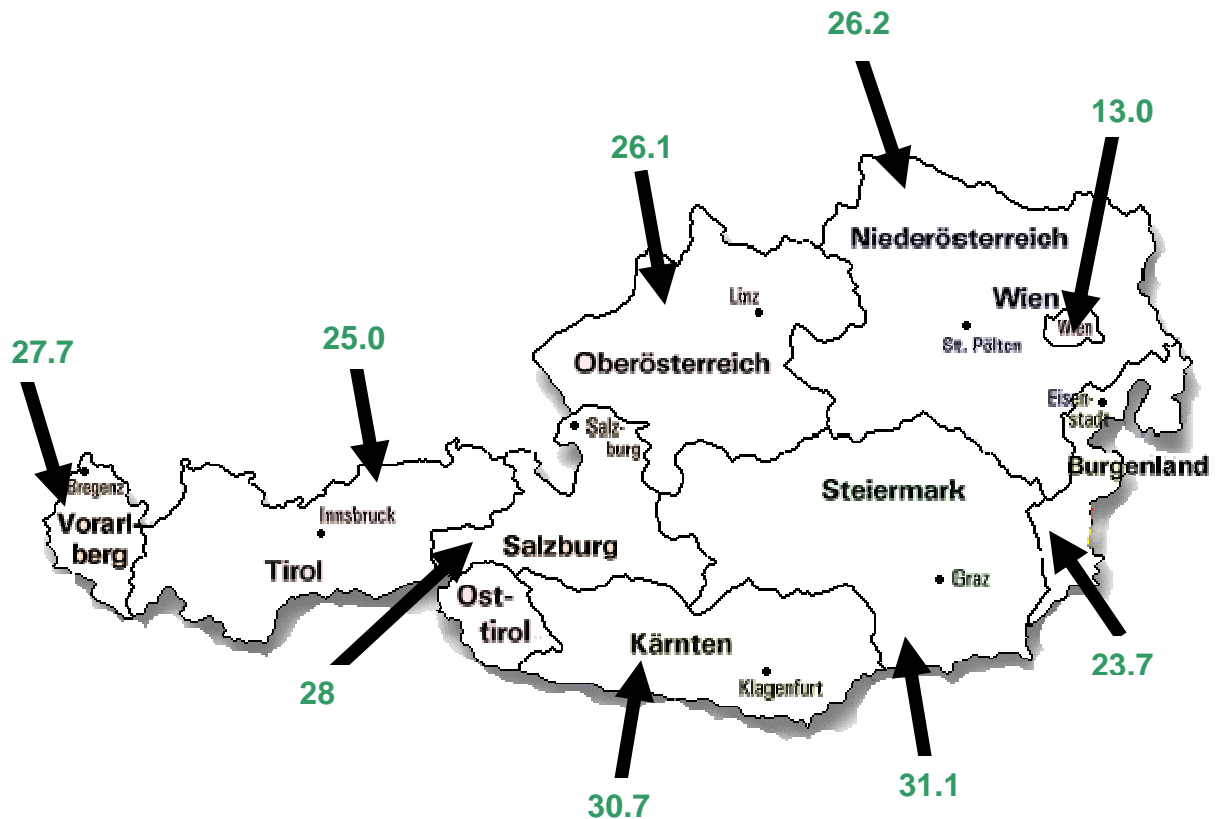 26.2
13.0
26.1
Niederösterreich
Linz
Wien
Wien
St. Pölten
27.7
25.0
Oberösterreich
Eisen-
stadt
Salz-
burg
Burgenland
Bregenz
Steiermark
Innsbruck
Vorarl-
berg
Salzburg
Tirol
Graz
Ost-
tirol
Kärnten
23.7
28
Klagenfurt
31.1
30.7